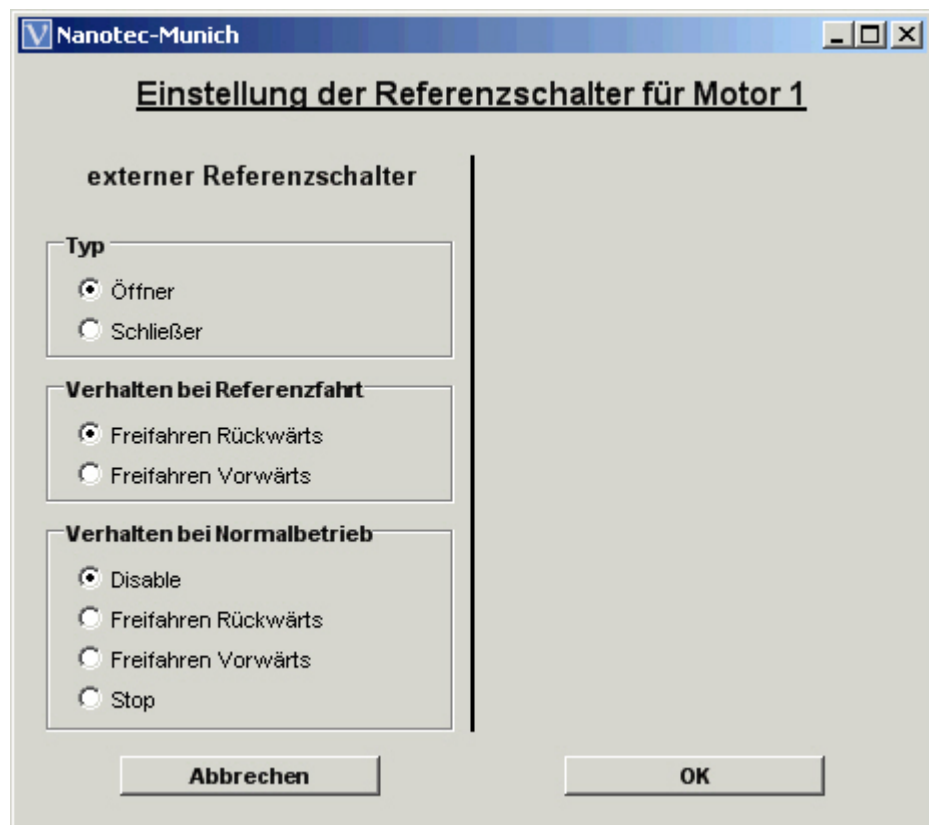 Nanotec-Munich
Einstellung der Referenzschalter für Motor 1
externer Referenzschalter
Typ
Öffner
Schließer
Verhalten bei Referenzfahrt
Freifahren Rückwärts
Freifahren Vorwärts
Verhalten bei Normalbetrieb
Disable
Freifahren Rückwärts
Freifahren Vorwärts
Stop
Abbrechen
OK